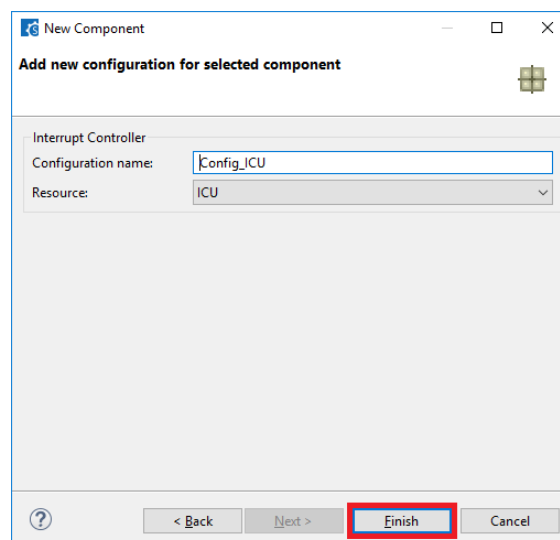 New Component
Add new configuration for selected component
Interrupt Controller
Configuration name: Config_ICU
Resource: ICU
? < Back Next > Finish Cancel